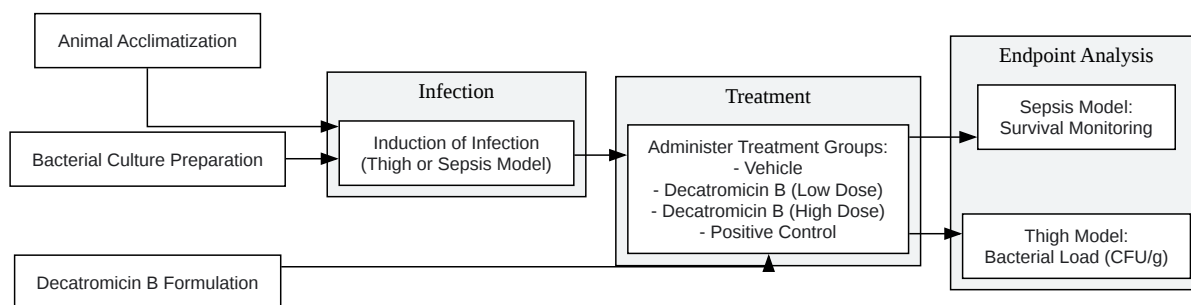 Animal Acclimatization
Bacterial Culture Preparation
Decatromicin B Formulation
Infection
Induction of Infection
(Thigh or Sepsis Model)
Treatment
Administer Treatment Groups:
- Vehicle
- Decatromicin B (Low Dose)
- Decatromicin B (High Dose)
- Positive Control
Endpoint Analysis
Sepsis Model:
Survival Monitoring
Thigh Model:
Bacterial Load (CFU/g)